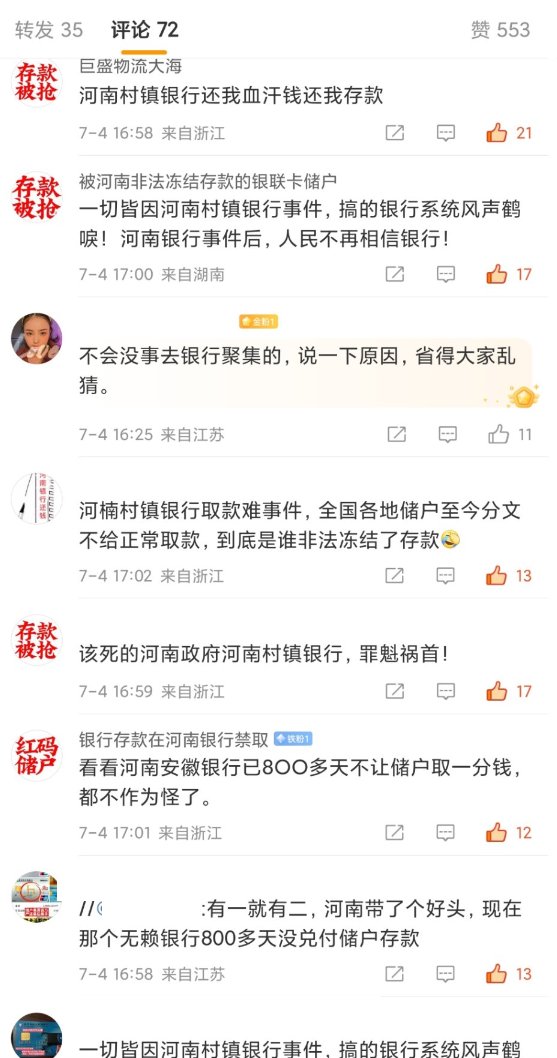 转发 35 评论 72 赞 553
存款
被抢
巨盛物流大海
河南村镇银行还我血汗钱还我存款
7-4 16:58 来自浙江 21
存款
被抢
被河南非法冻结存款的银联卡储户
一切皆因河南村镇银行事件，搞的银行系统风声鹤
唳！河南银行事件后，人民不再相信银行！
7-4 17:00 来自湖南 17
金粉1
不会没事去银行聚集的，说一下原因，省得大家乱
猜。
7-4 16:25 来自江苏 11
河南银行还钱
河楠村镇银行取款难事件，全国各地储户至今分文
不给正常取款，到底是谁非法冻结了存款🤣
7-4 17:02 来自浙江 13
存款
被抢
该死的河南政府河南村镇银行，罪魁祸首！
7-4 16:59 来自浙江 17
红码
储户
银行存款在河南银行禁取 铁粉1
看看河南安徽银行已8OO多天不让储户取一分钱，
都不作为怪了。
7-4 17:01 来自浙江 12
//@ :有一就有二，河南带了个好头，现在
那个无赖银行800多天没兑付储户存款
7-4 16:58 来自江苏 13
一切皆因河南村镇银行事件，搞的银行系统风声鹤